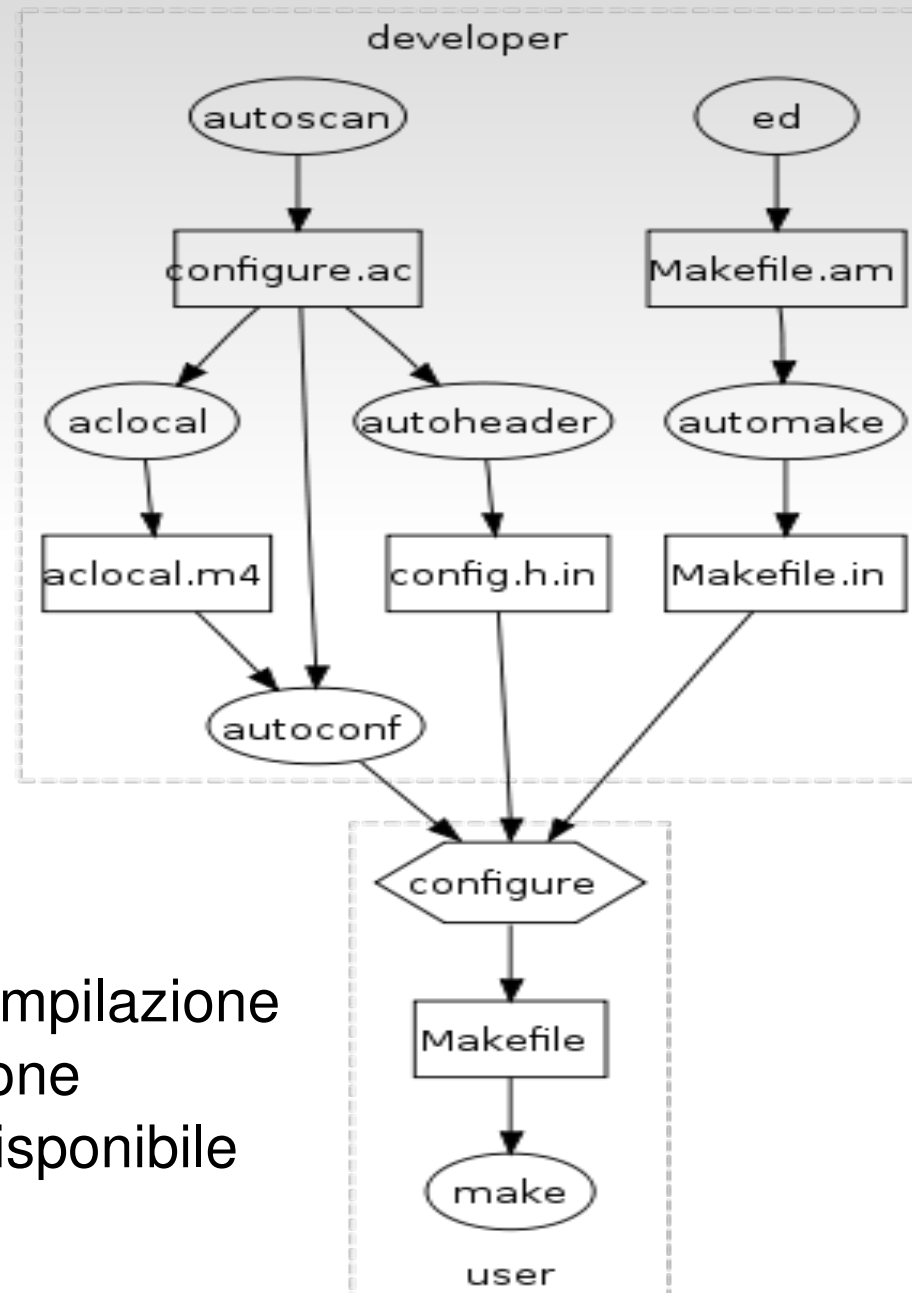 developer
autoscan
ed
configure.ac
Makefile.am
aclocal
autoheader
automake
aclocal.m4
config.h.in
Makefile.in
autoconf
configure
mpilazione
Makefile
one
isponibile
make
user